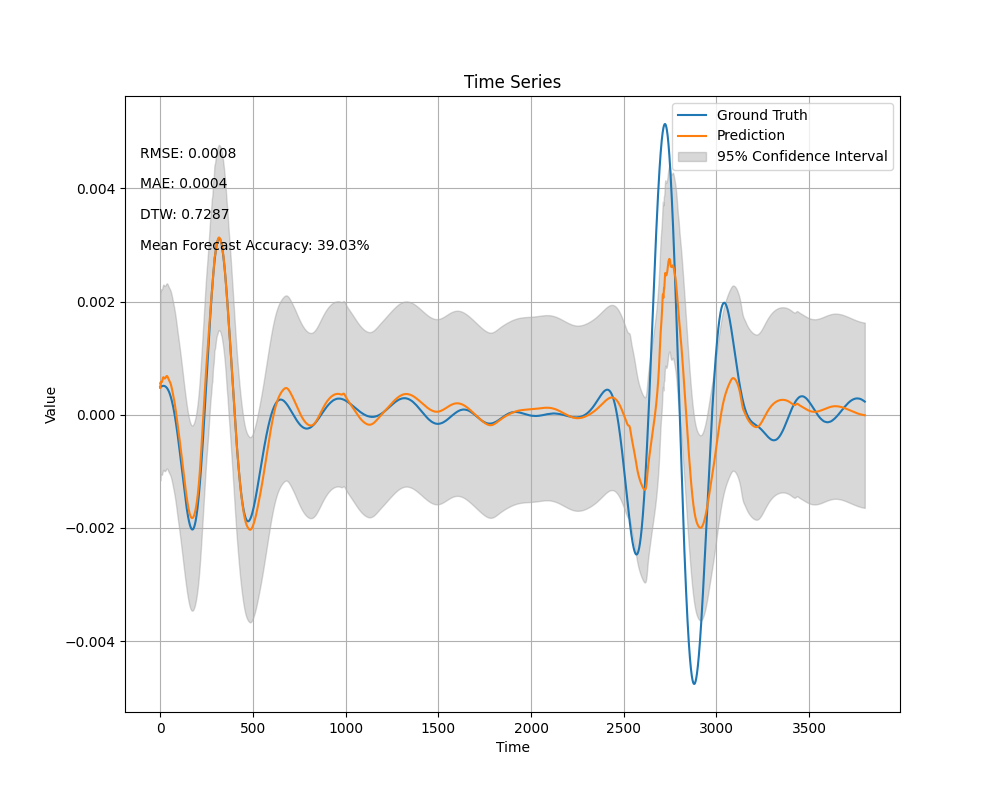 Time Series
Ground Truth
Prediction
95% Confidence Interval
RMSE: 0.0008
MAE: 0.0004
DTW: 0.7287
Mean Forecast Accuracy: 39.03%
0.004
0.002
0.000
−0.002
−0.004
Value
0 500 1000 1500 2000 2500 3000 3500
Time